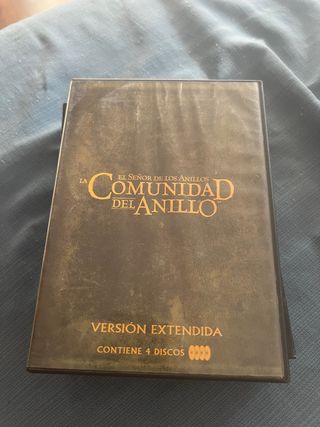 EL SEÑOR DE LOS ANILLOS
LA COMUNIDAD
DEL ANILLO
VERSIÓN EXTENDIDA
CONTIENE 4 DISCOS